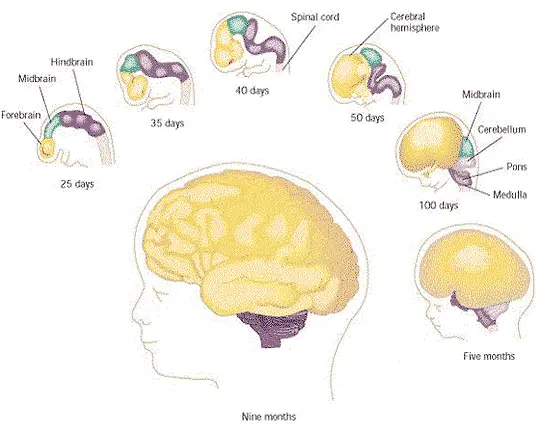 Spinal cord
Cerebral
hemisphere
Hindbrain
Midbrain
Forebrain
25 days
35 days
40 days
50 days
Midbrain
Cerebellum
Pons
Medulla
100 days
Five months
Nine months